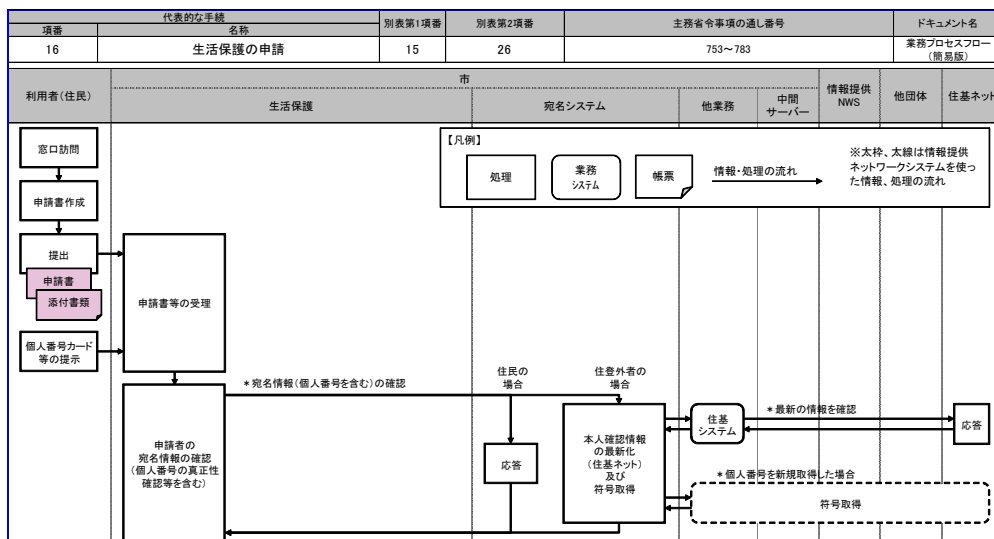 代表的な手続
別表第1項番
別表第2項番
主務省令事項の通し番号
ドキュメント名
項番
名称
16
生活保護の申請
15
26
753～783
業務プロセスフロー
（簡易版）
利用者（住民）
市
情報提供
NWS
他団体
住基ネット
生活保護
宛名システム
他業務
中間
サーバー
【凡例】
処理
業務
システム
帳票
情報・処理の流れ
※太枠、太線は情報提供
ネットワークシステムを使っ
た情報、処理の流れ
窓口訪問
申請書作成
提出
申請書
添付書類
申請書等の受理
個人番号カード
等の提示
＊宛名情報（個人番号を含む）の確認
住民の
場合
住登外者の
場合
申請者の
宛名情報の確認
（個人番号の真正性
確認等を含む）
応答
本人確認情報
の最新化
（住基ネット）
及び
符号取得
住基
システム
＊最新の情報を確認
応答
＊個人番号を新規取得した場合
符号取得